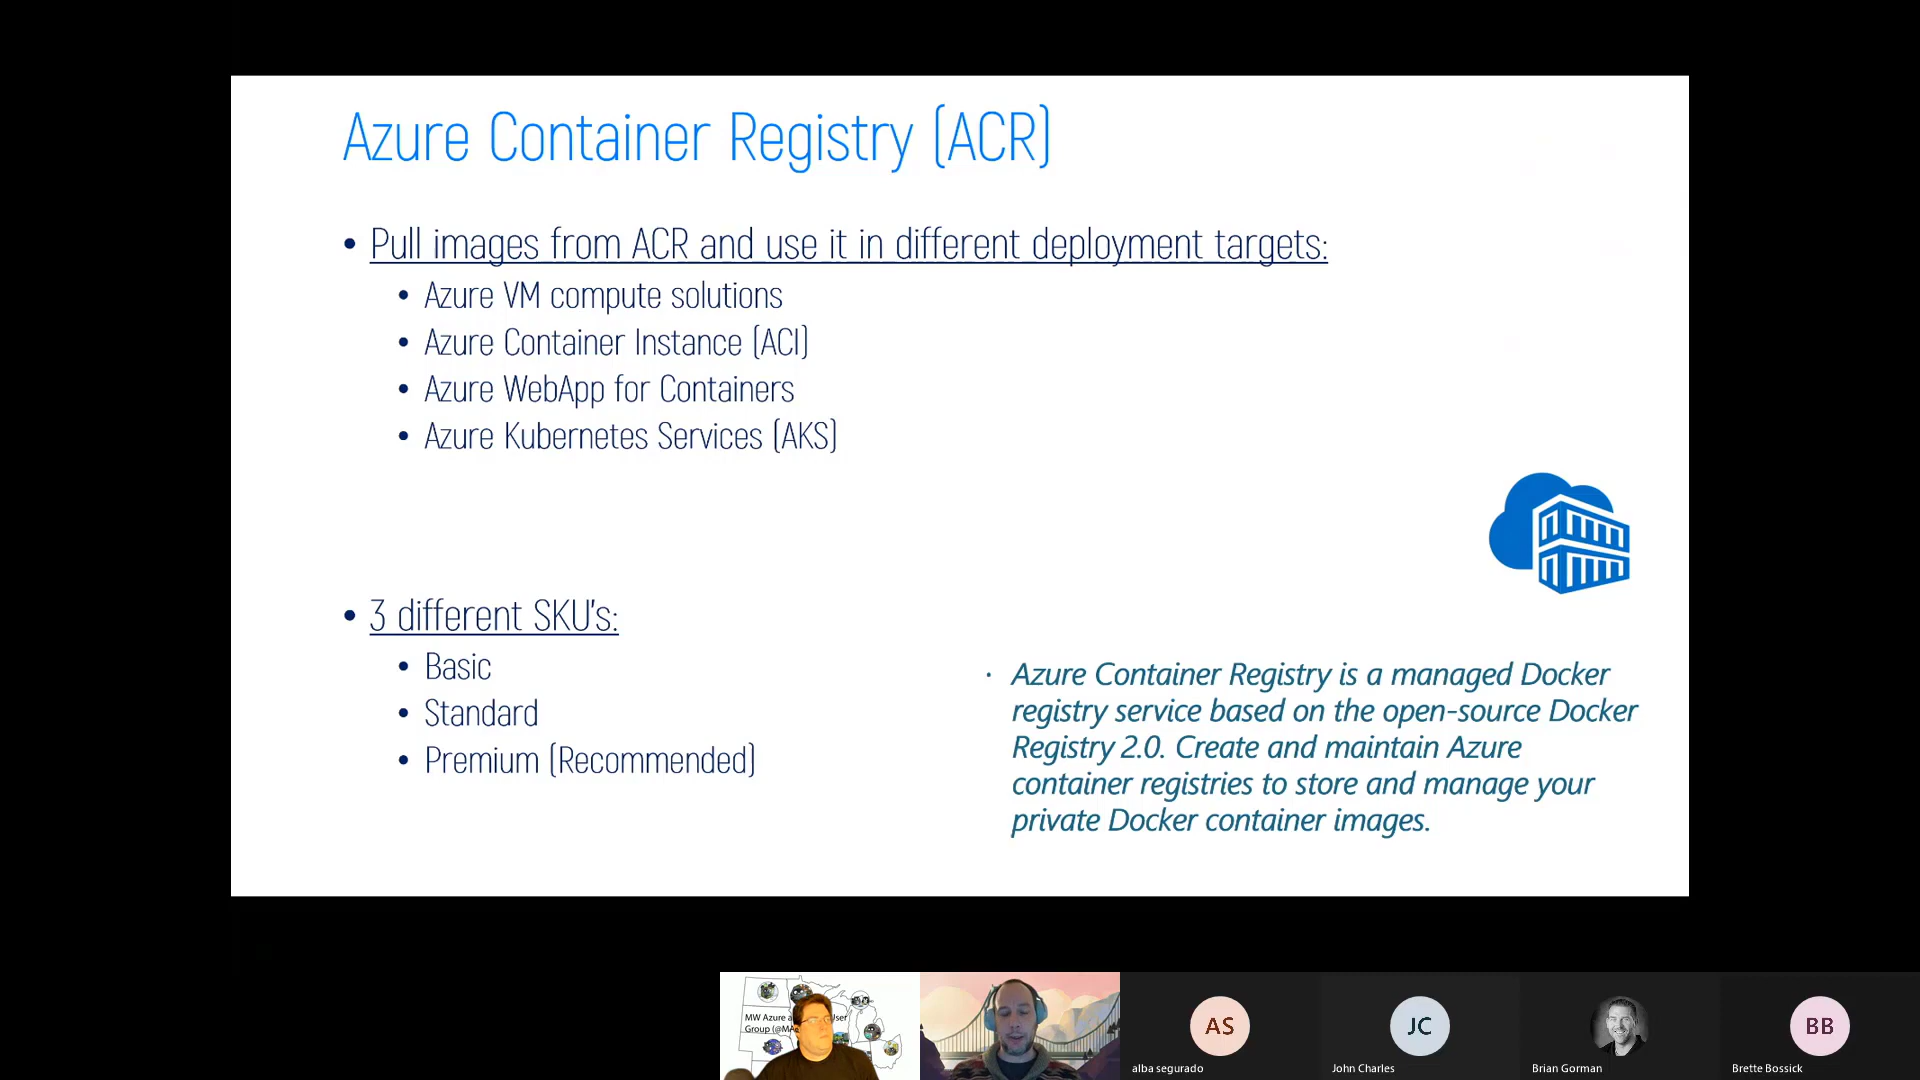 Azure Container Registry (ACR)
• Pull images from ACR and use it in different deployment targets:
• Azure VM compute solutions
• Azure Container Instance (ACI)
• Azure WebApp for Containers
• Azure Kubernetes Services (AKS)
• 3 different SKU's:
• Basic
• Standard
• Premium (Recommended)
• Azure Container Registry is a managed Docker
registry service based on the open-source Docker
Registry 2.0. Create and maintain Azure
container registries to store and manage your
private Docker container images.
MW Azure
Group
AS
JC
BB
alba segurado
John Charles
Brian Gorman
Brette Bossick